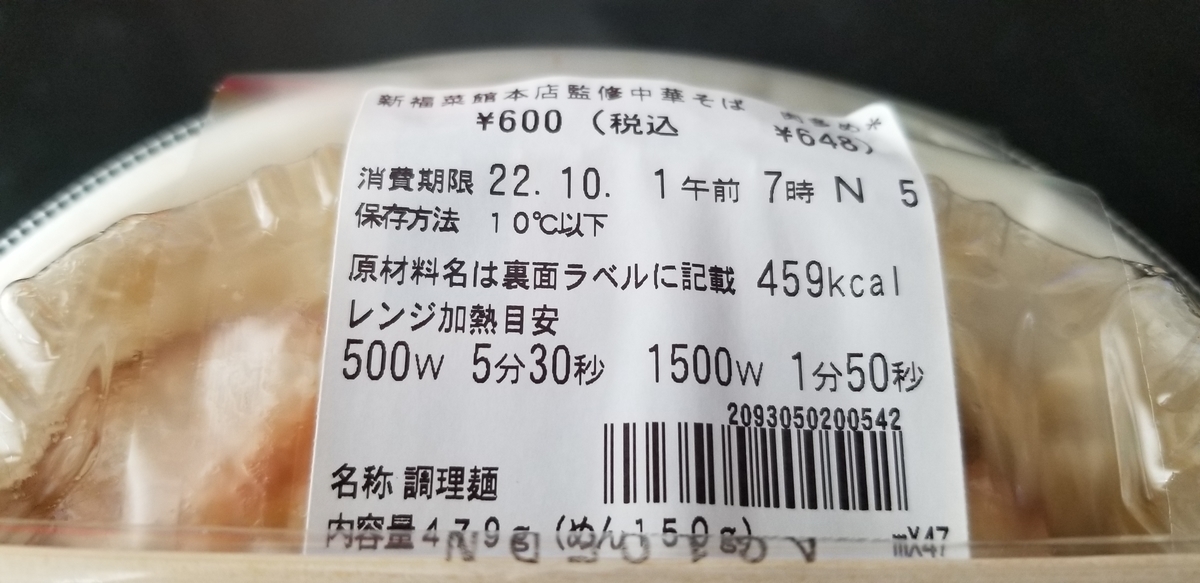 新福菜館本店監修中華そば 肉多め※
¥600 (税込 ¥648)
消費期限 22. 10. 1 午前 7時 N 5
保存方法 10℃以下
原材料名は裏面ラベルに記載 459kcal
レンジ加熱目安
500W 5分30秒 1500W 1分50秒
2093050200542
名称 調理麺
内容量479g (めん150g)
mX47